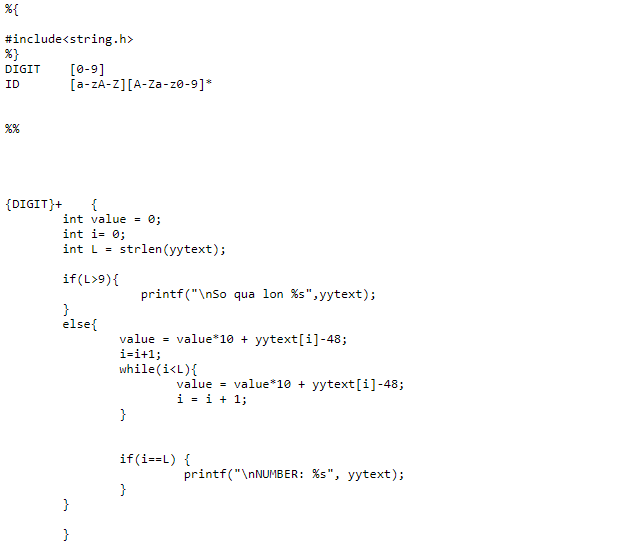 %{
#include<string.h>
%}
DIGIT    [0-9]
ID       [a-zA-Z][A-Za-z0-9]*
%%
{DIGIT}+    {
        int value = 0;
        int i= 0;
        int L = strlen(yytext);
        if(L>9){
                   printf("\nSo qua lon %s",yytext);
        }
        else{
                value = value*10 + yytext[i]-48;
                i=i+1;
                while(i<L){
                        value = value*10 + yytext[i]-48;
                        i = i + 1;
                }
                if(i==L) {
                         printf("\nNUMBER: %s", yytext);
                }
        }
        }